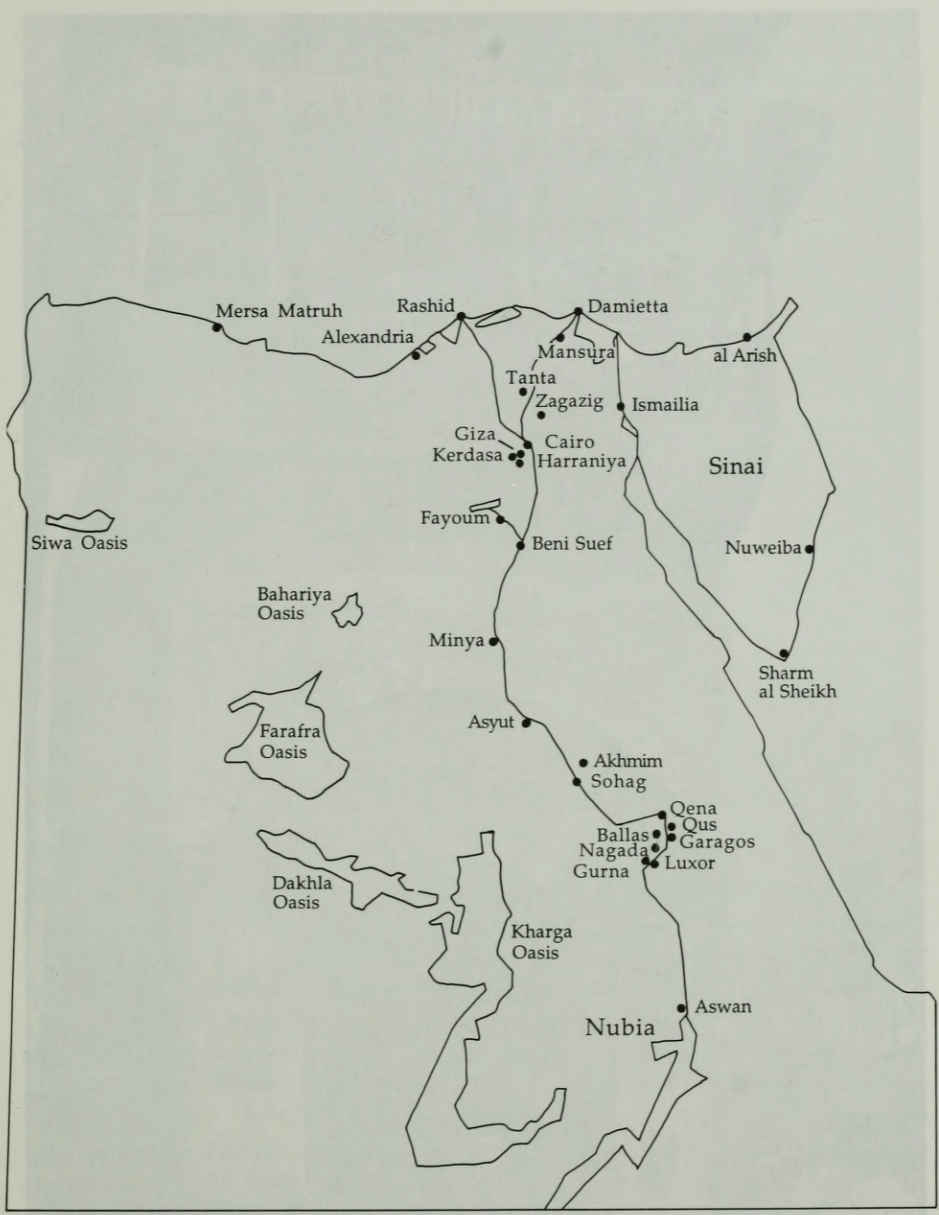 Mersa Matruh
Rashid
Damietta
Alexandria
Mansura
al Arish
Tanta
Zagazig
Ismailia
Giza
Cairo
Kerdasa
Harraniya
Sinai
Fayoum
Siwa Oasis
Beni Suef
Nuweiba
Bahariya
Oasis
Minya
Sharm
al Sheikh
Farafra
Oasis
Asyut
Akhmim
Sohag
Qena
Qus
Ballas
Garagos
Nagada
Gurna
Luxor
Dakhla
Oasis
Kharga
Oasis
Aswan
Nubia